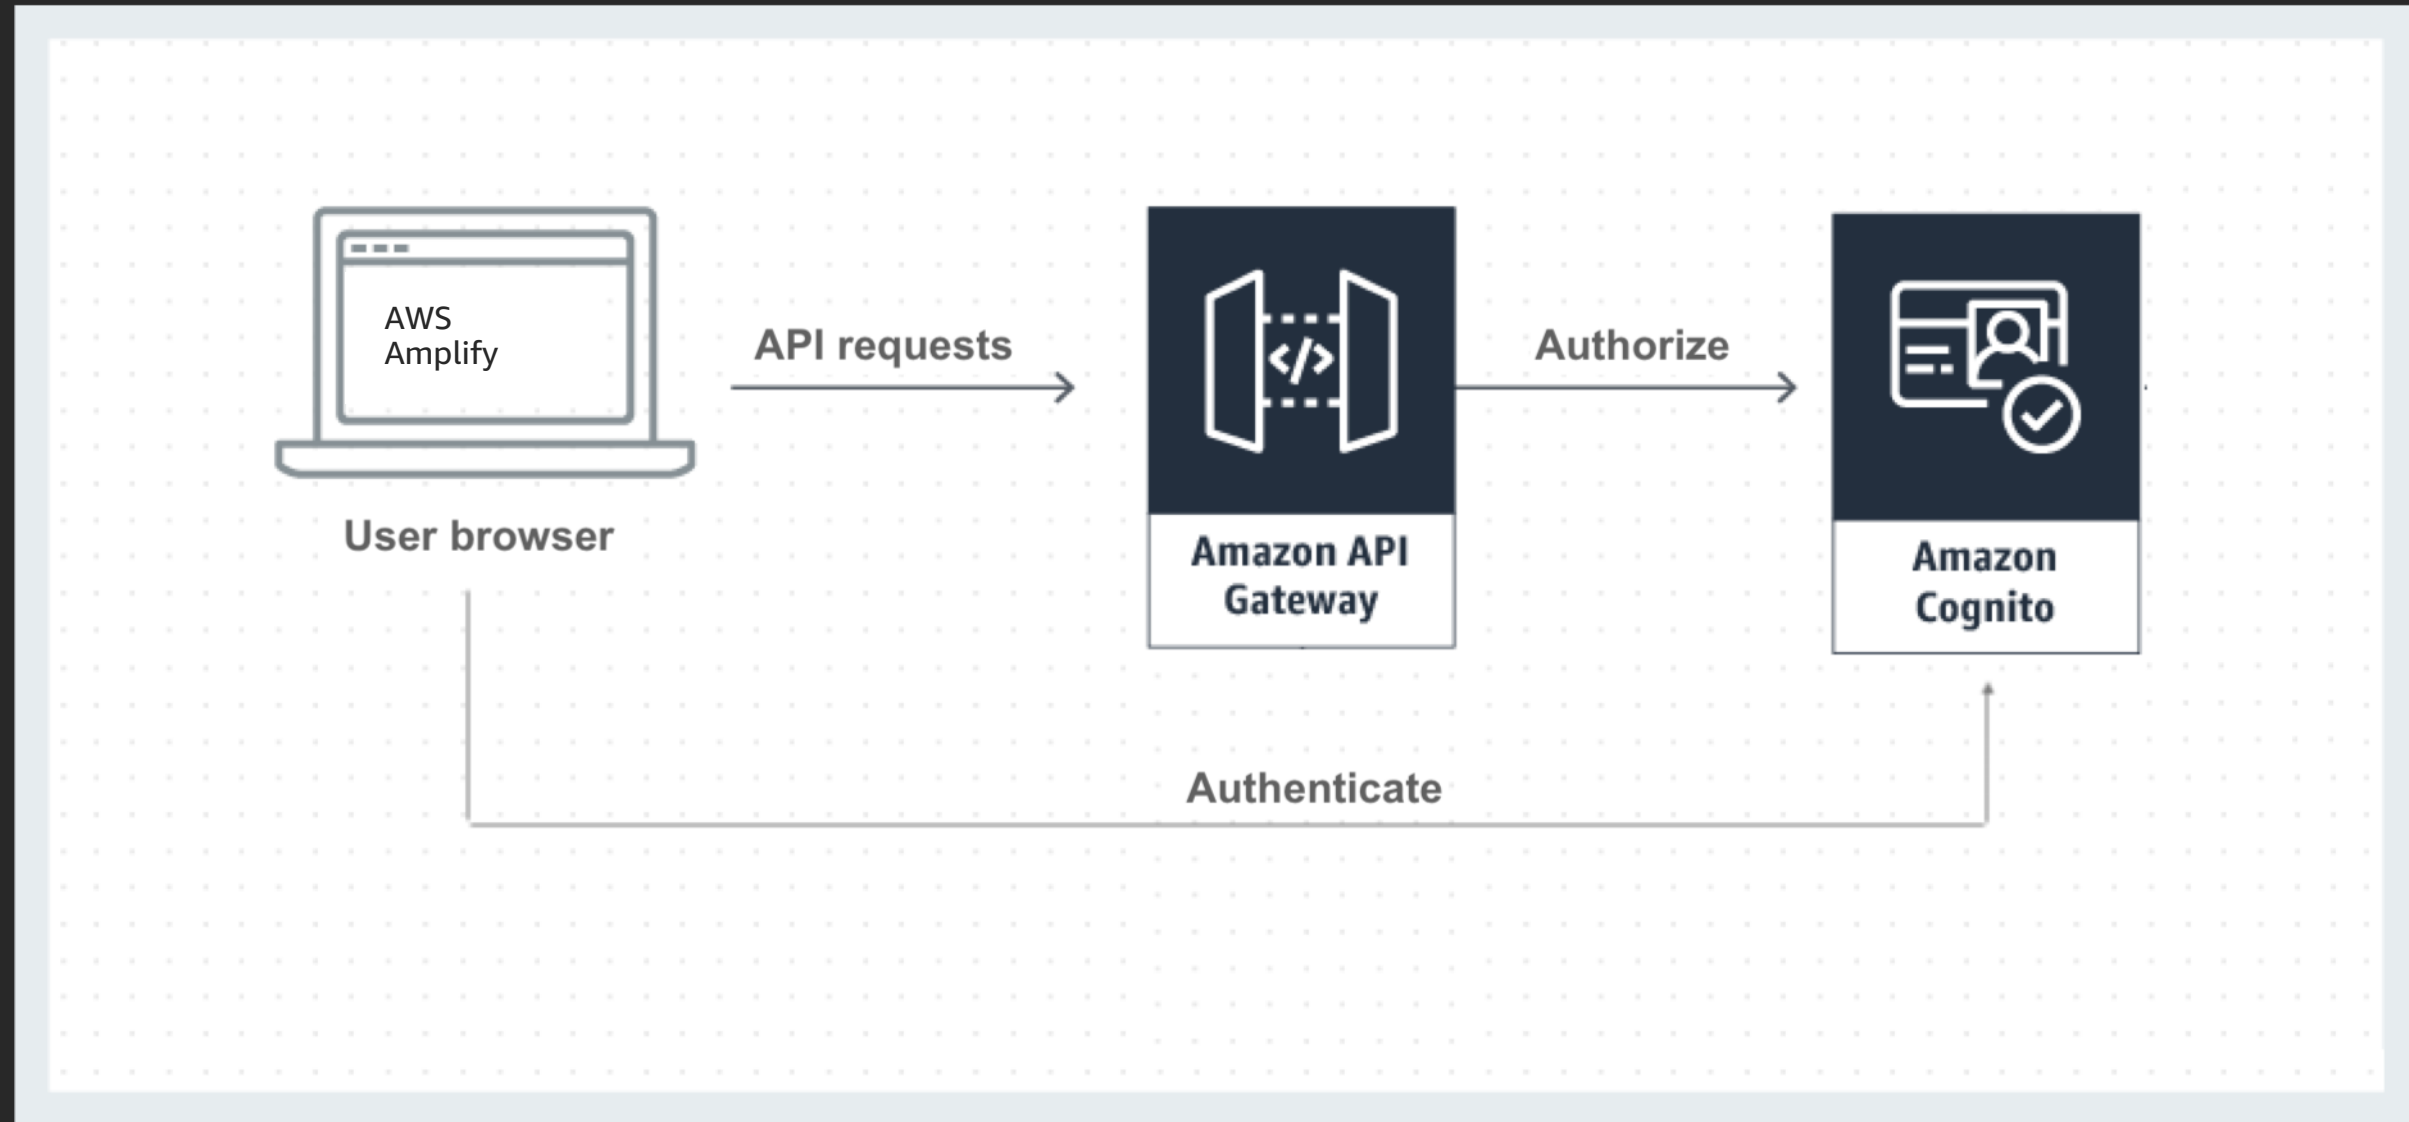 AWS
Amplify
API requests
Authorize
User browser
Amazon API
Gateway
Amazon
Cognito
Authenticate